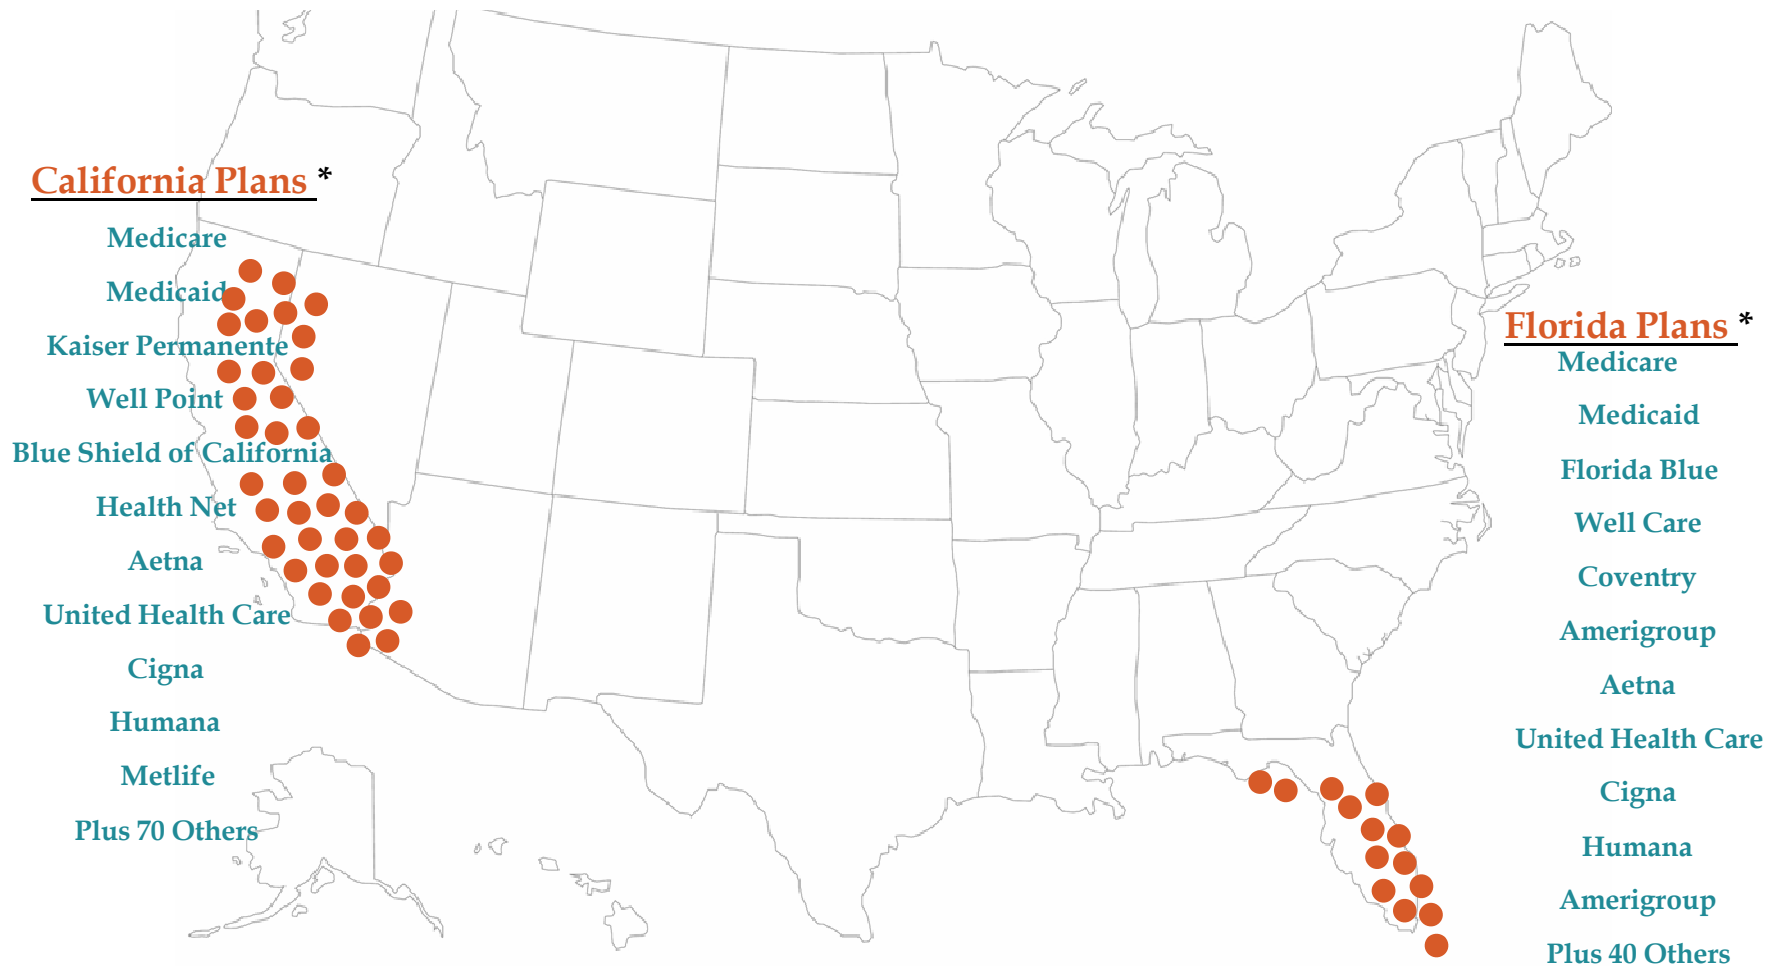 California Plans *
Medicare
Medicaid
Kaiser Permanente
Well Point
Blue Shield of California
Health Net
Aetna
United Health Care
Cigna
Humana
Metlife
Plus 70 Others
Florida Plans *
Medicare
Medicaid
Florida Blue
Well Care
Coventry
Amerigroup
Aetna
United Health Care
Cigna
Humana
Amerigroup
Plus 40 Others